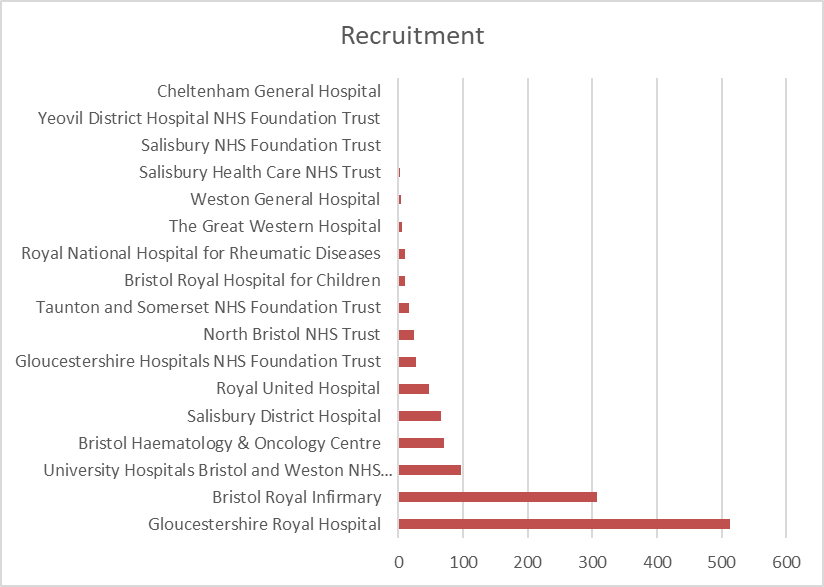 Recruitment
Cheltenham General Hospital
Yeovil District Hospital NHS Foundation Trust
Salisbury NHS Foundation Trust
Salisbury Health Care NHS Trust
Weston General Hospital
The Great Western Hospital
Royal National Hospital for Rheumatic Diseases
Bristol Royal Hospital for Children
Taunton and Somerset NHS Foundation Trust
North Bristol NHS Trust
Gloucestershire Hospitals NHS Foundation Trust
Royal United Hospital
Salisbury District Hospital
Bristol Haematology & Oncology Centre
University Hospitals Bristol and Weston NHS...
Bristol Royal Infirmary
Gloucestershire Royal Hospital
0 100 200 300 400 500 600